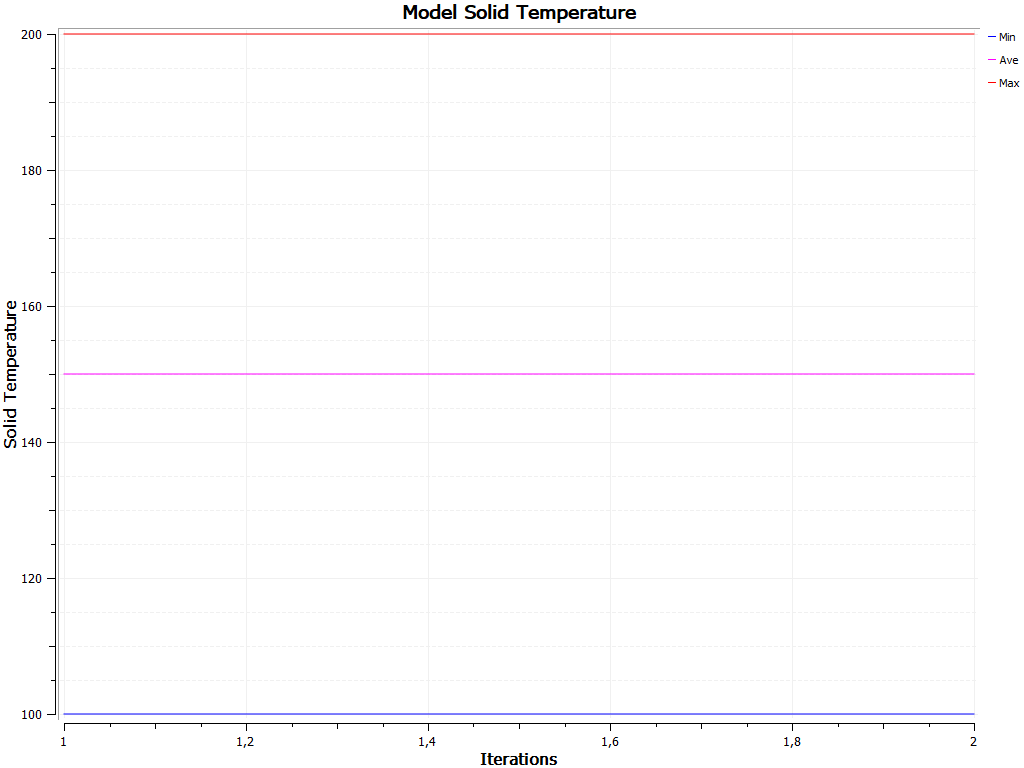 Model Solid Temperature
Min
Ave
Max
Solid Temperature
200
180
160
140
120
100
1
1,2
1,4
1,6
1,8
2
Iterations